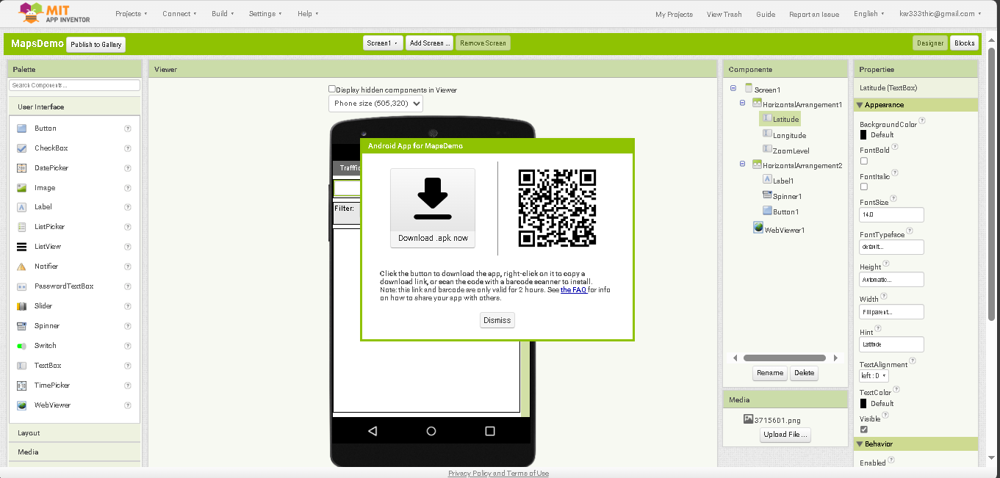 MIT
APP INVENTOR
Projects
Connect
Build
Settings
Help
My Projects
View Trash
Guide
Report an Issue
English
kar333thic@gmail.com
MapsDemo
Publish to Gallery
Screen1
Add Screen ...
Remove Screen
Designer
Blocks
Palette
Search Components...
User Interface
Button
CheckBox
DatePicker
Image
Label
ListPicker
ListView
Notifier
PasswordTextBox
Slider
Spinner
Switch
TextBox
TimePicker
WebViewer
Layout
Media
Viewer
Display hidden components in Viewer
Phone size (505,320)
Filter:
Android App for MapsDemo
Download .apk now
Click the button to download the app, right-click on it to copy a
download link, or scan the code with a barcode scanner to install.
Note: this link and barcode are only valid for 2 hours. See the FAQ for info
on how to share your app with others.
Dismiss
Components
Screen1
HorizontalArrangement1
Latitude
Longitude
ZoomLevel
HorizontalArrangement2
Label1
Spinner1
Button1
WebViewer1
Rename
Delete
Media
3715601.png
Upload File ...
Properties
Latitude (TextBox)
Appearance
BackgroundColor
Default
FontBold
FontItalic
FontSize
14.0
FontTypeface
default...
Height
Automatic...
Width
Fill parent...
Hint
Latitude
TextAlignment
left : 0
TextColor
Default
Visible
Behavior
Enabled
Privacy Policy and Terms of Use